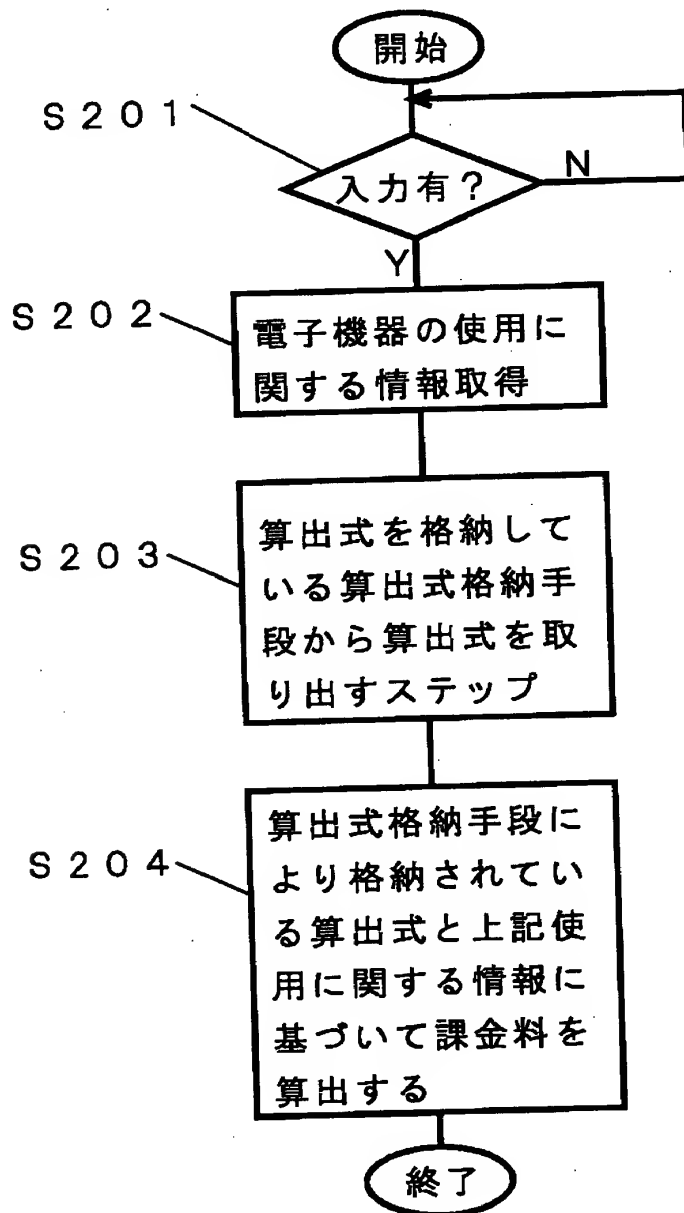 開始
S201
入力有?
N
Y
S202
電子機器の使用に
関する情報取得
S203
算出式を格納して
いる算出式格納手
段から算出式を取
り出すステップ
S204
算出式格納手段に
より格納されてい
る算出式と上記使
用に関する情報に
基づいて課金料を
算出する
終了